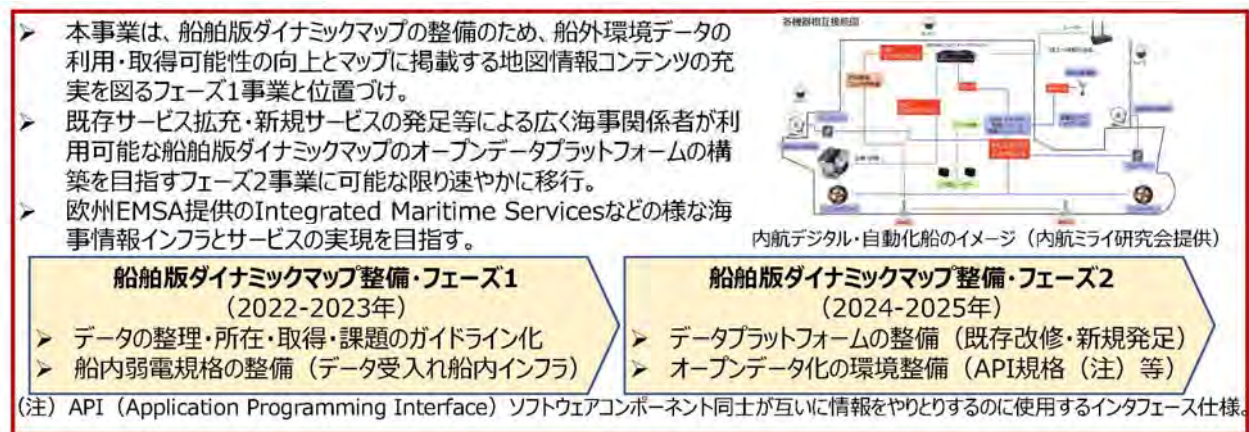 ➤ 本事業は、船舶版ダイナミックマップの整備のため、船外環境データの
利用・取得可能性の向上とマップに掲載する地図情報コンテンツの充
実を図るフェーズ1事業と位置づけ。
➤ 既存サービス拡充・新規サービスの発足等による広く海事関係者が利
用可能な船舶版ダイナミックマップのオープンデータプラットフォームの構
築を目指すフェーズ2事業に可能な限り速やかに移行。
➤ 欧州EMSA提供のIntegrated Maritime Servicesなどの様な海
事情報インフラとサービスの実現を目指す。
各機器相互接続図
内航デジタル・自動化船のイメージ（内航ミライ研究会提供）
船舶版ダイナミックマップ整備・フェーズ1
（2022-2023年）
➤ データの整理・所在・取得・課題のガイドライン化
➤ 船内弱電規格の整備（データ受入れ船内インフラ）
船舶版ダイナミックマップ整備・フェーズ2
（2024-2025年）
➤ データプラットフォームの整備（既存改修・新規発足）
➤ オープンデータ化の環境整備（API規格（注）等）
（注）API（Application Programming Interface）ソフトウェアコンポーネント同士が互いに情報をやりとりするのに使用するインタフェース仕様。